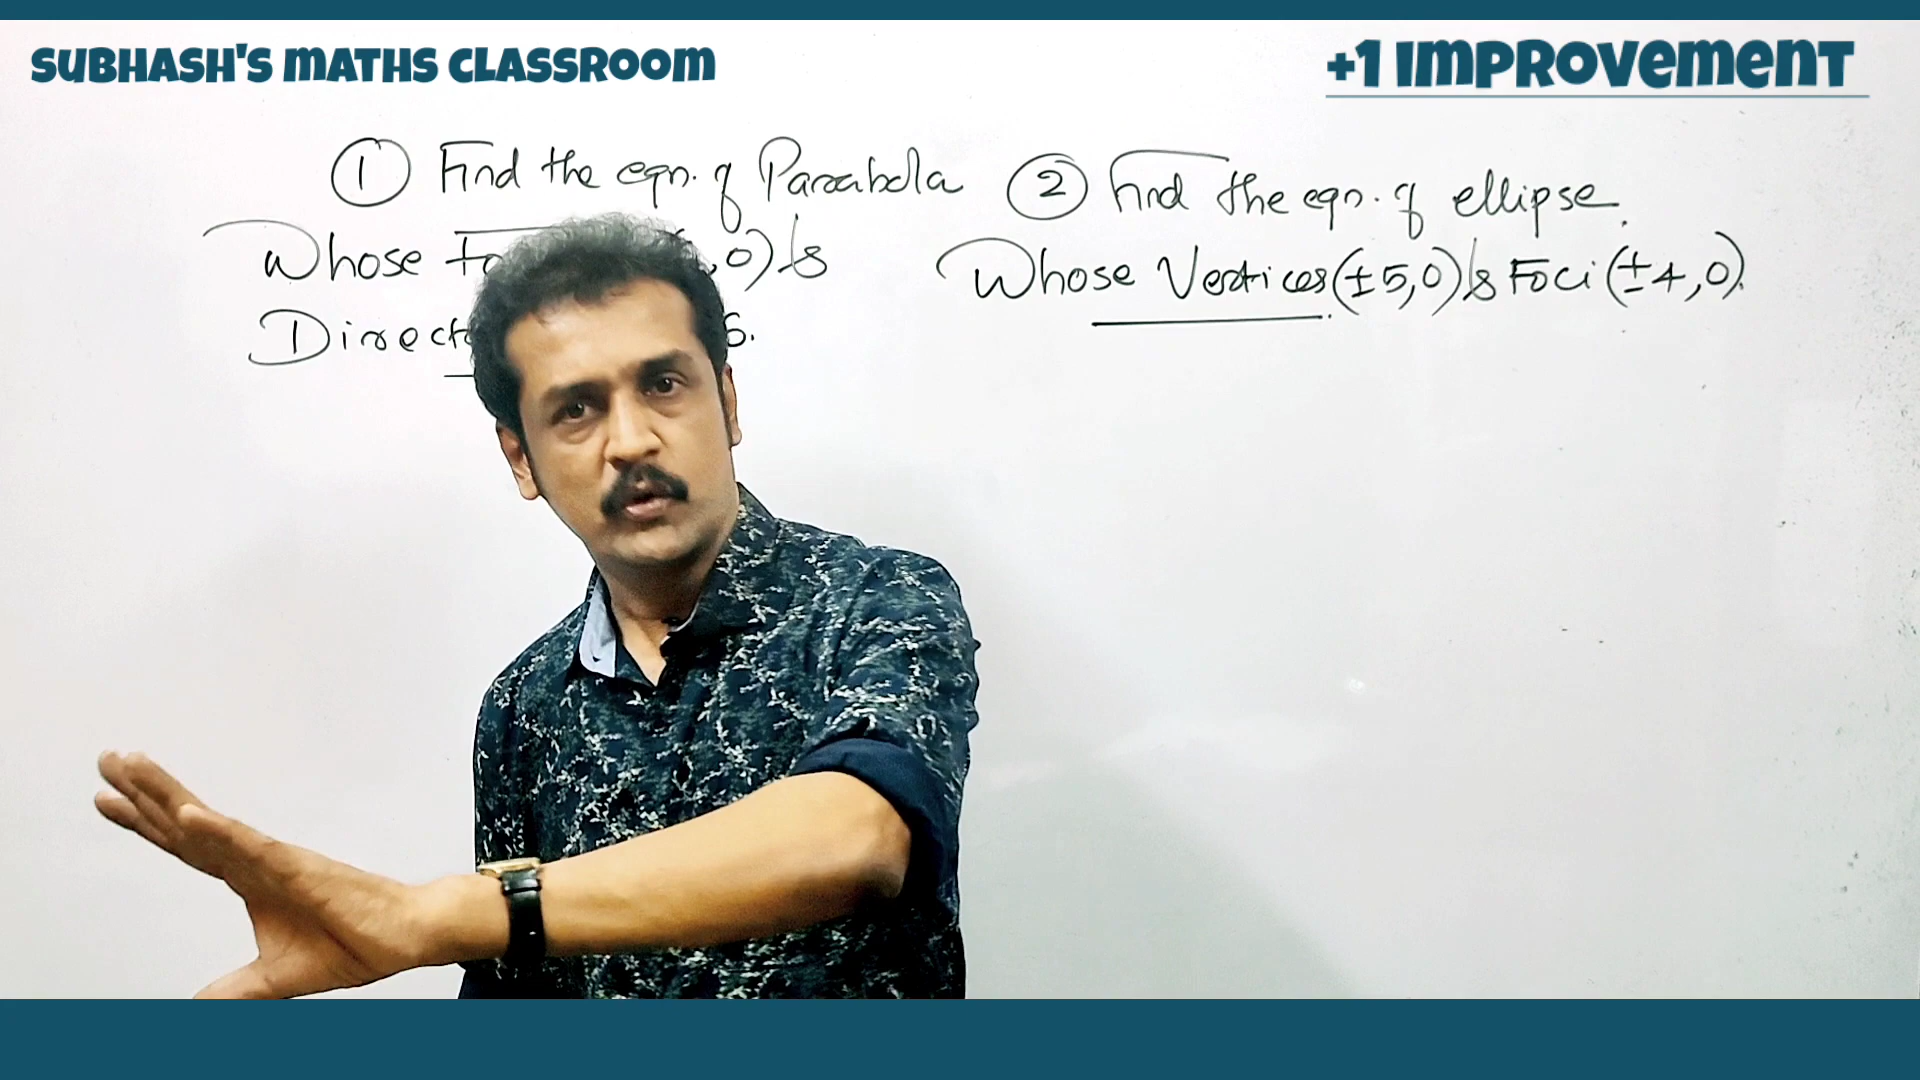 SUBHASH'S MATHS CLASSROOM
+1 IMPROVEMENT
① Find the eqn. of Parabola
Whose ,0) &
6.
② Find the eqn. of ellipse.
Whose Vertices (±5,0) & Foci (±4,0).